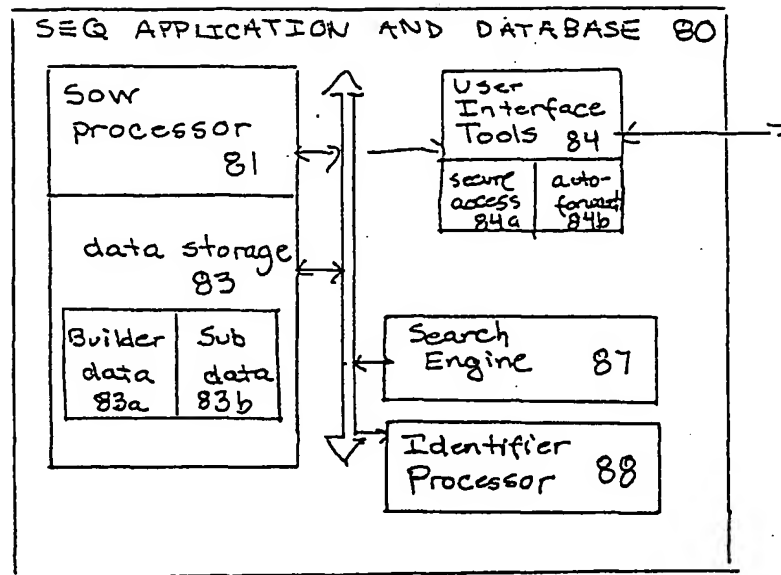 SEQ APPLICATION AND DATABASE 80
SOW
processor
81
data storage
83
Builder
data
83a
Sub
data
83b
User
Interface
Tools 84
secure
access
84a
auto-
forward
84b
Search
Engine 87
Identifier
Processor 88